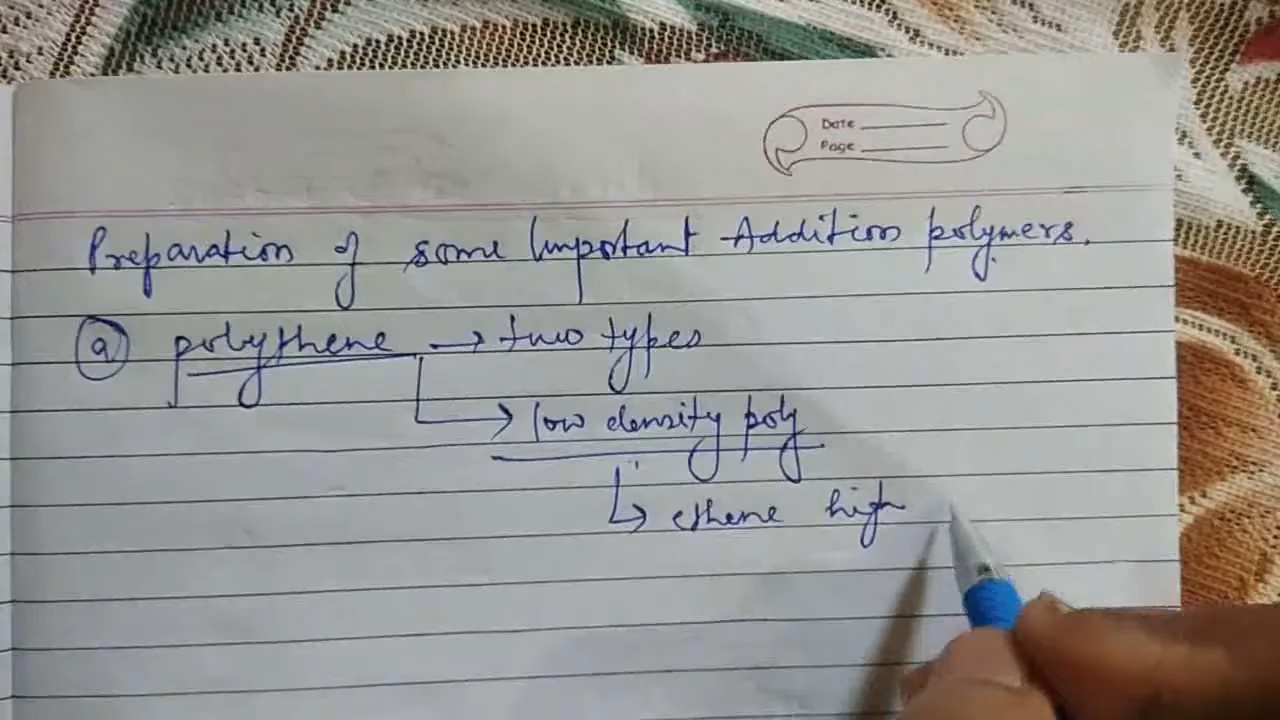 Date
Page
Preparation of some Important Addition polymers.
(a) polythene → two types
→ low density poly
↳ ethene high